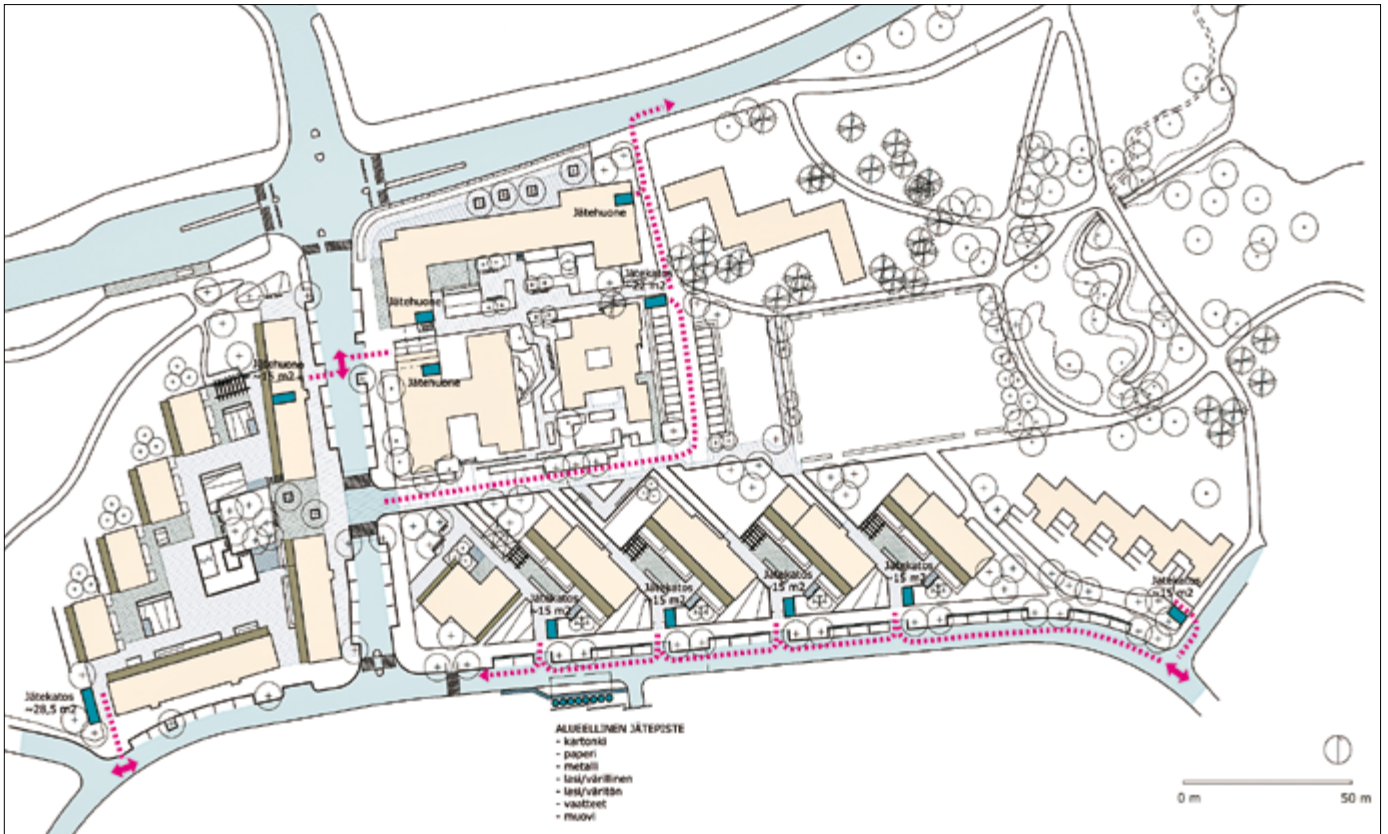 Jätehuone
Jätekatos
~22 m2
Jätehuone
Jätehuone
~15 m2
Jätehuone
Jätekatos
~15 m2
Jätekatos
~15 m2
Jätekatos
~15 m2
Jätekatos
~15 m2
Jätekatos
~15 m2
Jätekatos
~28,5 m2
ALUEELLINEN JÄTEPISTE
- kartonki
- paperi
- metalli
- lasi/värillinen
- lasi/väritön
- vaatteet
- muovi
0 m 50 m